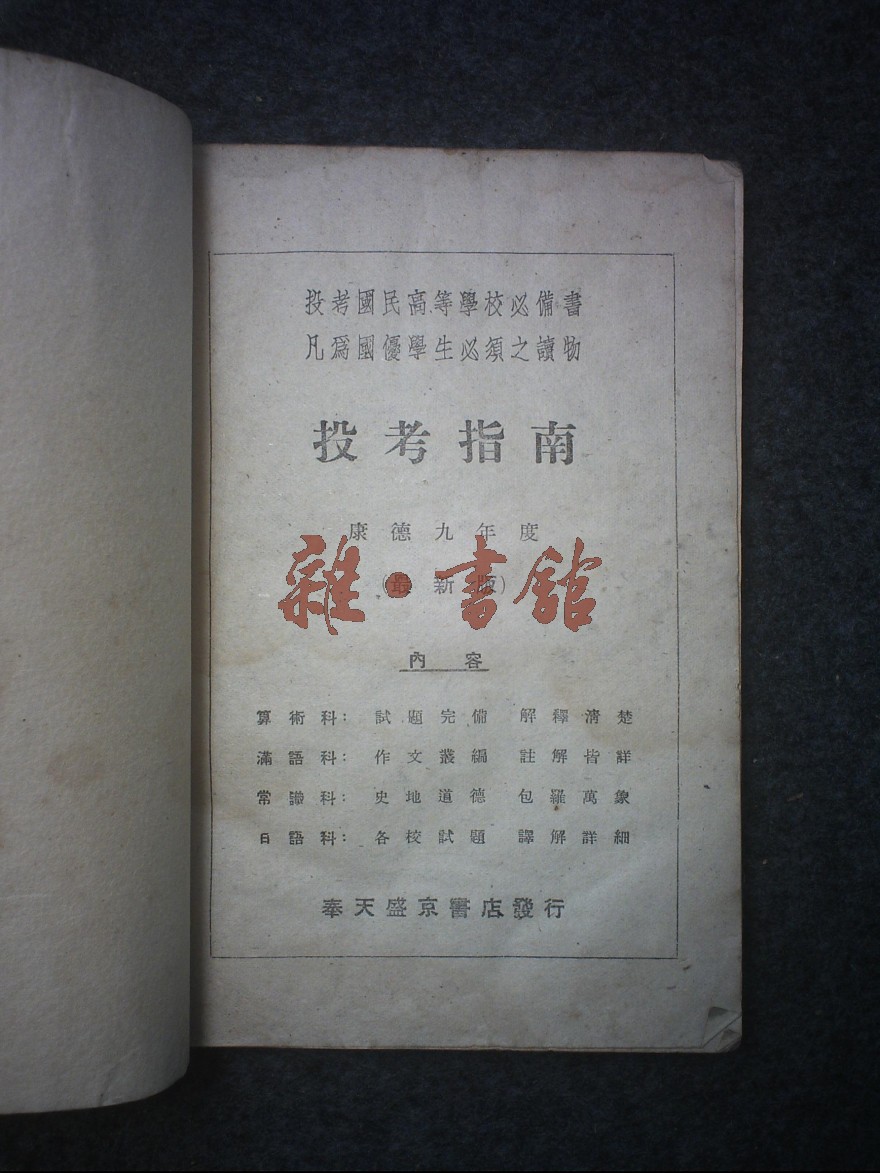 投考國民高等學校必備書
凡爲國優學生必須之讀物
投考指南
康德九年度
（最新版）
雜·書館
內容
算術科：試題完備 解釋清楚
滿語科：作文叢編 註解皆詳
常識科：史地道德 包羅萬象
日語科：各校試題 譯解詳細
奉天盛京書店發行